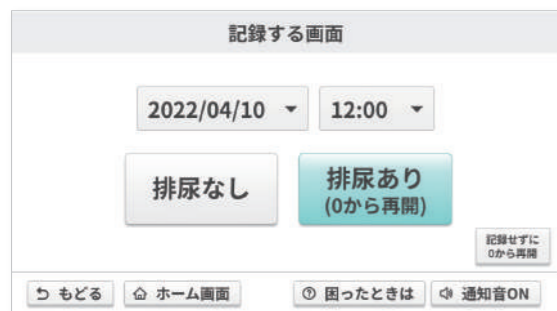 記録する画面
2022/04/10 12:00
排尿なし
排尿あり
(0から再開)
記録せずに
0から再開
もどる ホーム画面 困ったときは 通知音ON